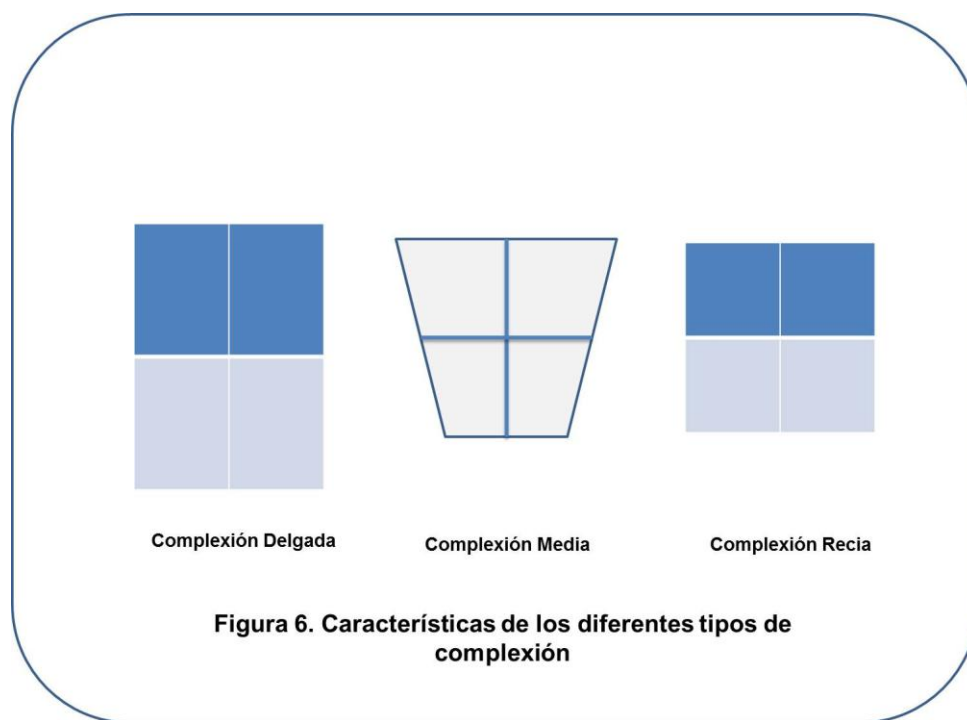 Complexión Delgada
Complexión Media
Complexión Recia
Figura 6. Características de los diferentes tipos de
complexión